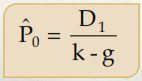 P̂₀ = D₁ / (k - g)